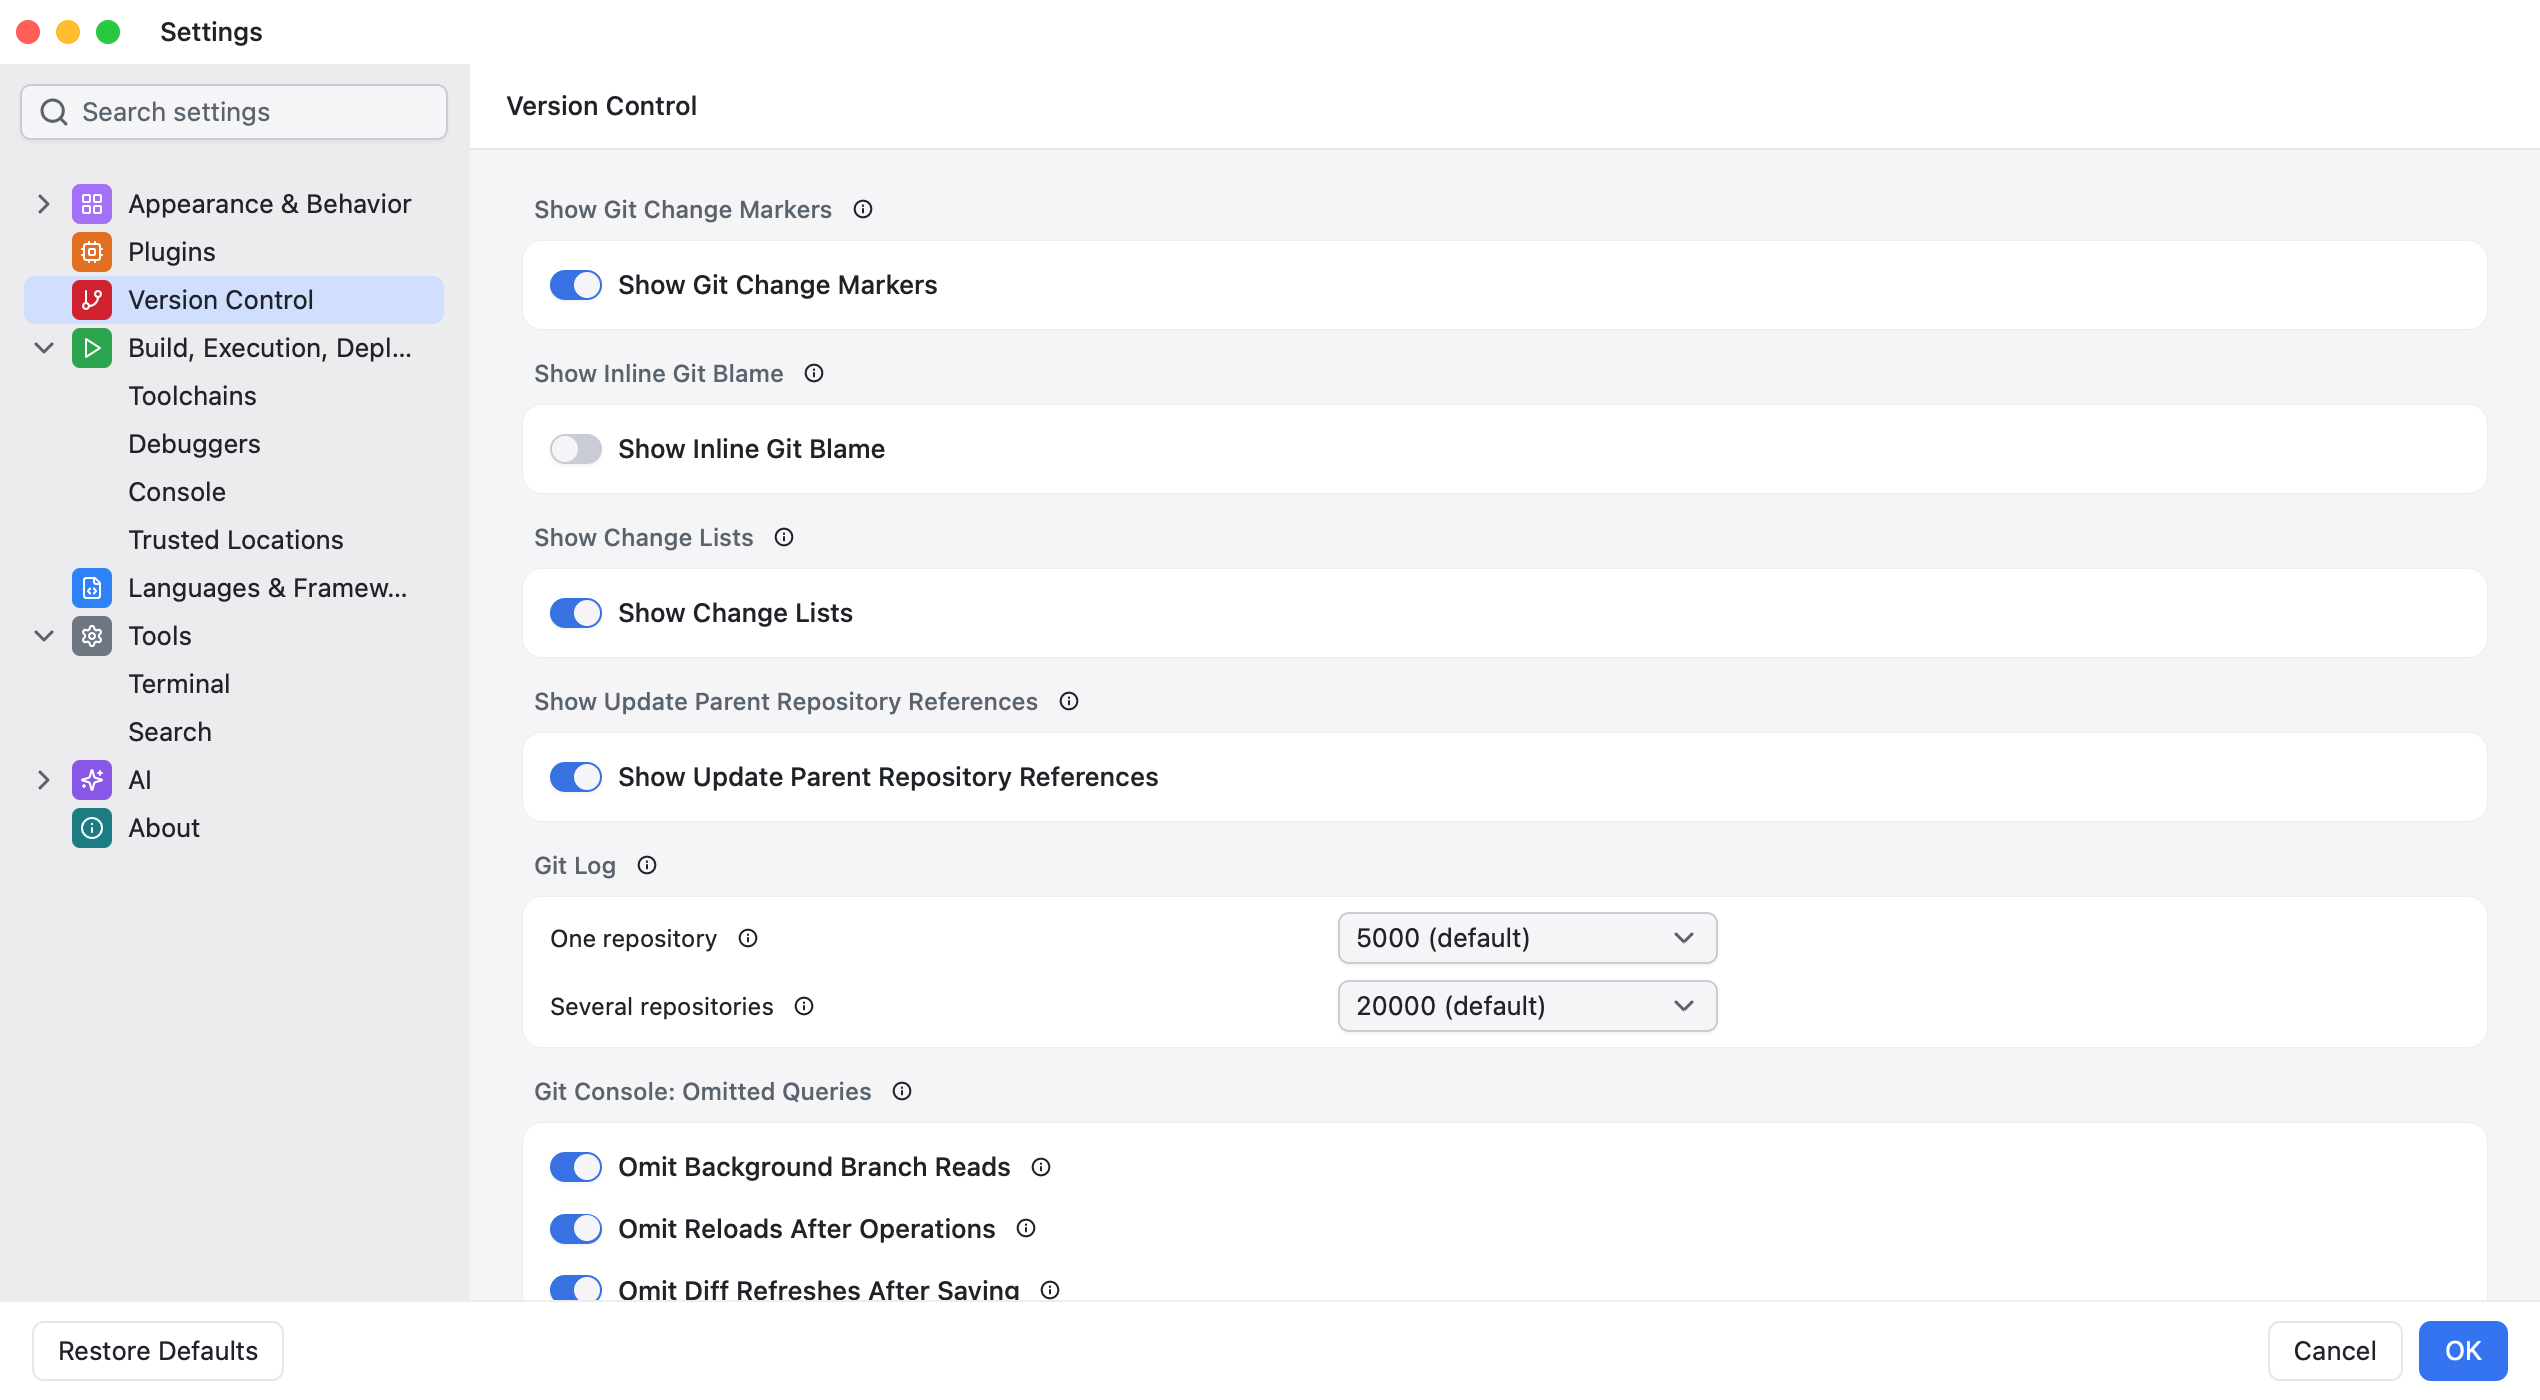 Settings
Search settings
Appearance & Behavior
Plugins
Version Control
Build, Execution, Depl...
Toolchains
Debuggers
Console
Trusted Locations
Languages & Framew...
Tools
Terminal
Search
AI
About
Version Control
Show Git Change Markers
Show Git Change Markers
Show Inline Git Blame
Show Inline Git Blame
Show Change Lists
Show Change Lists
Show Update Parent Repository References
Show Update Parent Repository References
Git Log
One repository 5000 (default)
Several repositories 20000 (default)
Git Console: Omitted Queries
Omit Background Branch Reads
Omit Reloads After Operations
Omit Diff Refreshes After Saving
Restore Defaults
Cancel
OK